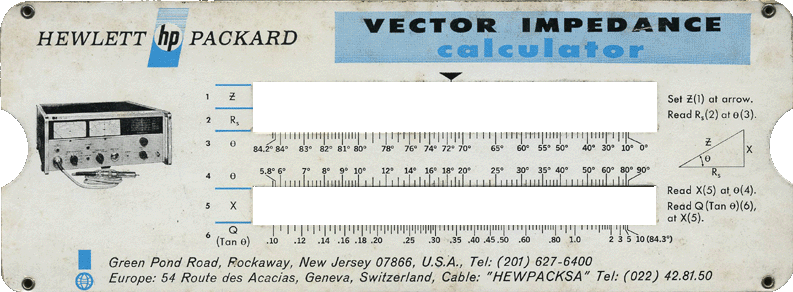 HEWLETT hp PACKARD
VECTOR IMPEDANCE
calculator
1 Z
2 Rs
3 θ 84.2° 84° 83° 82° 81° 80° 78° 76° 74° 72° 70° 65° 60° 55° 50° 40° 30° 20° 10° 0°
4 θ 5.8° 6° 7° 8° 9° 10° 12° 14° 16° 18° 20° 25° 30° 35° 40° 50° 60° 70° 80° 90°
5 X
6 Q (Tan θ) .10 .12 .14 .16 .18 .20 .25 .30 .35 .40 .45 .50 .60 .70 .80 1.0 2 3 5 10 (84.3°)
Set Z(1) at arrow.
Read Rs(2) at θ(3).
Z
X
θ
Rs
Read X(5) at θ(4).
Read Q (Tan θ)(6),
at X(5).
Green Pond Road, Rockaway, New Jersey 07866, U.S.A., Tel: (201) 627-6400
Europe: 54 Route des Acacias, Geneva, Switzerland, Cable: "HEWPACKSA" Tel: (022) 42.81.50